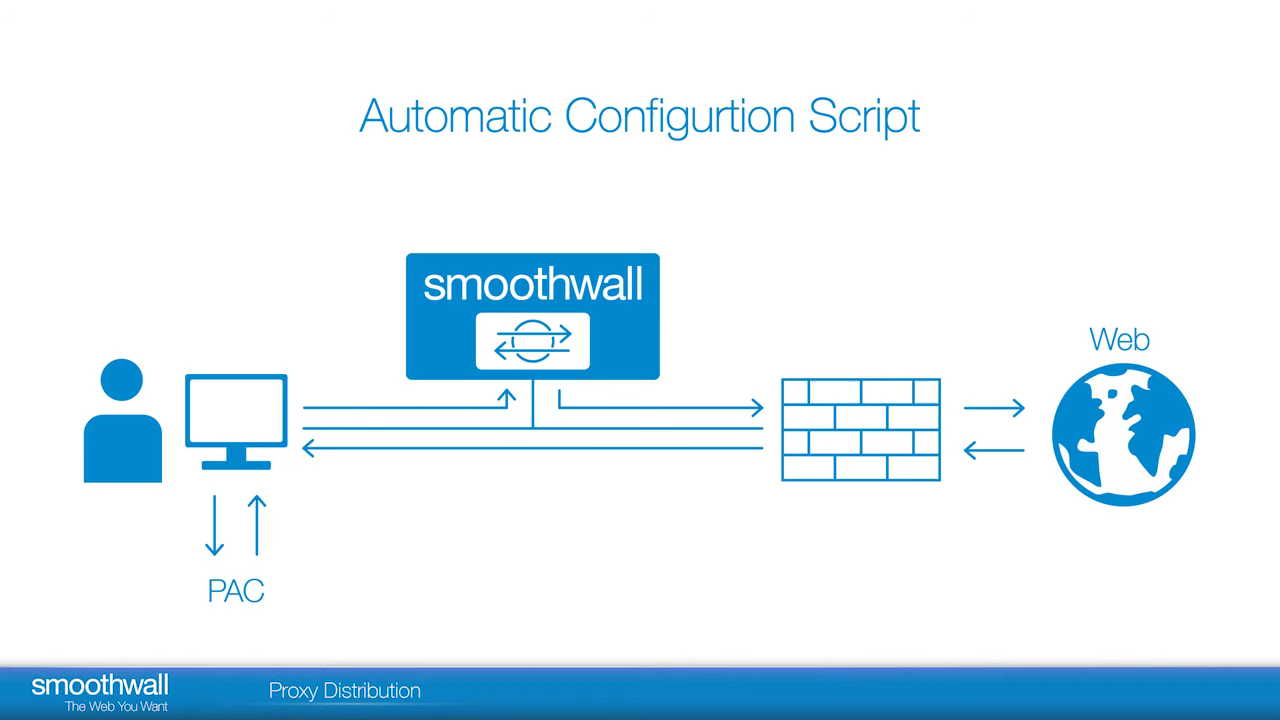 Automatic Configurtion Script
smoothwall
Web
PAC
smoothwall
The Web You Want
Proxy Distribution